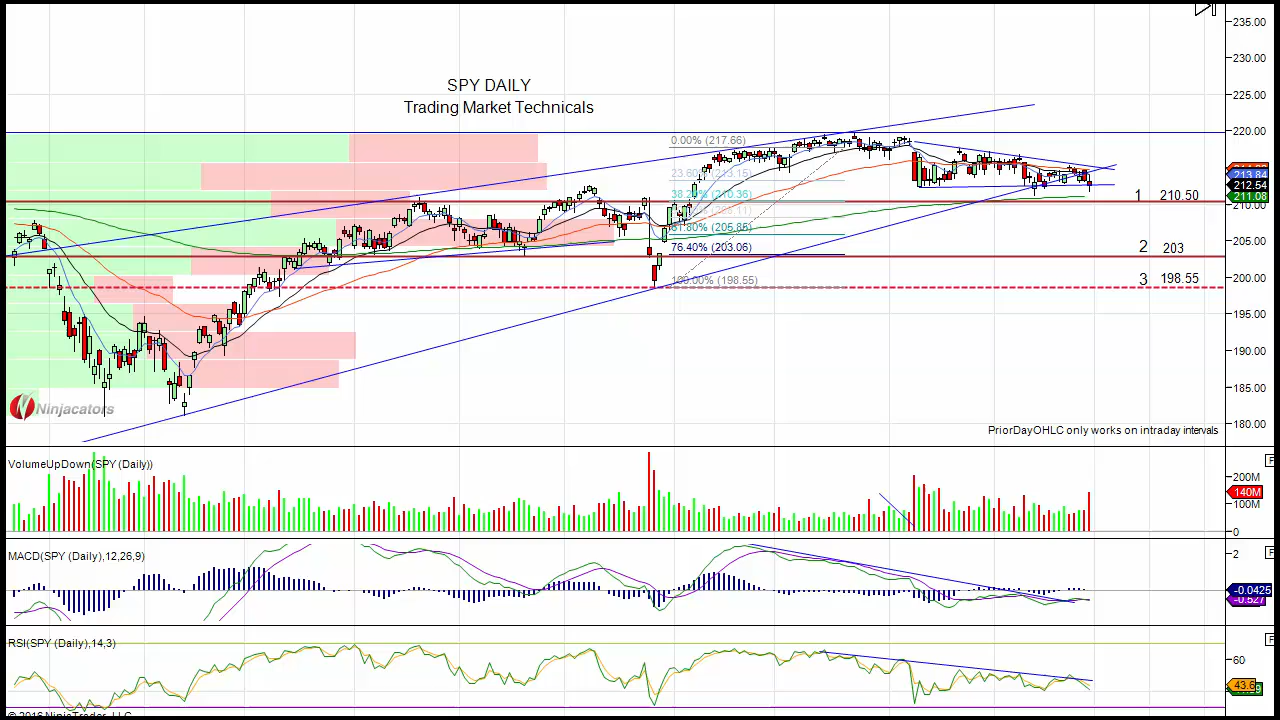 SPY DAILY
Trading Market Technicals
235.00
230.00
225.00
220.00
213.84
212.54
211.08
205.00
200.00
195.00
190.00
185.00
180.00
0.00% (217.66)
23.60% (213.15)
38.20% (210.36)
61.80% (205.85)
76.40% (203.06)
100.00% (198.55)
1 210.50
2 203
3 198.55
Ninjacators
PriorDayOHLC only works on intraday intervals
VolumeUpDown(SPY (Daily))
200M
140M
100M
0
MACD(SPY (Daily),12,26,9)
2
-0.0425
-0.527
RSI(SPY (Daily),14,3)
60
43.6
© 2016 NinjaTrader, LLC